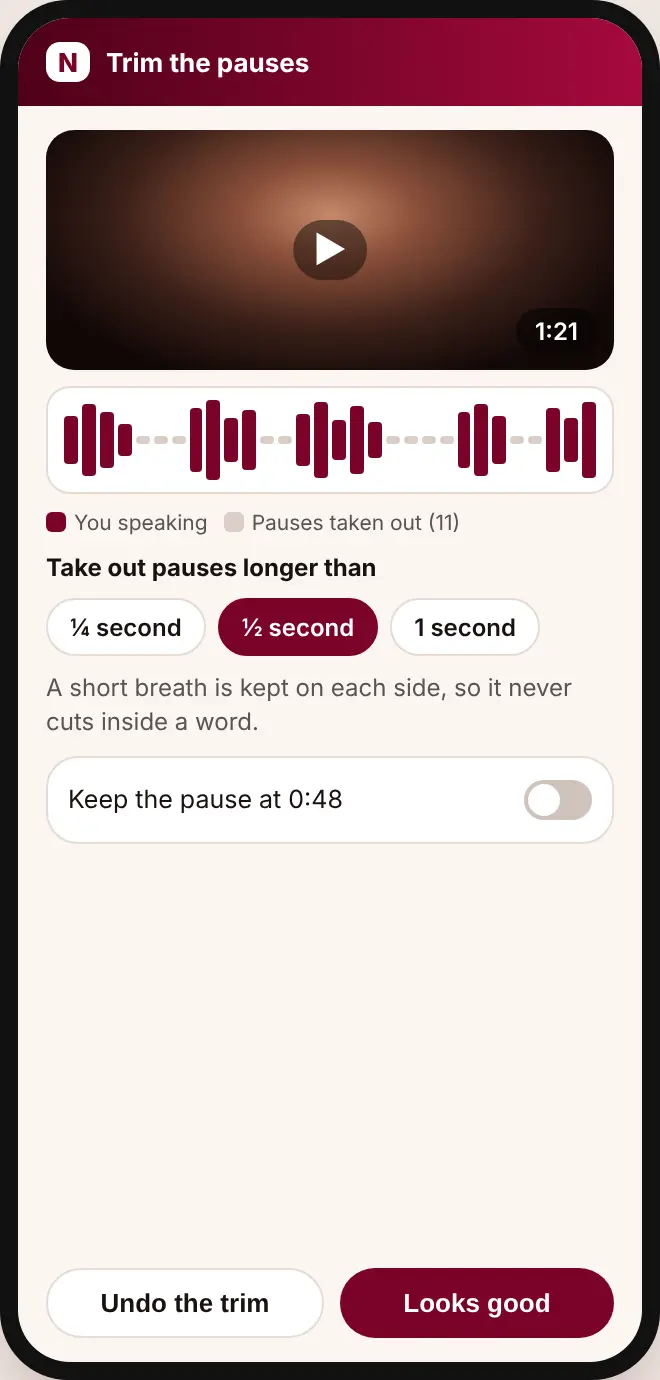 N Trim the pauses
1:21
You speaking Pauses taken out (11)
Take out pauses longer than
¼ second ½ second 1 second
A short breath is kept on each side, so it never
cuts inside a word.
Keep the pause at 0:48
Undo the trim Looks good